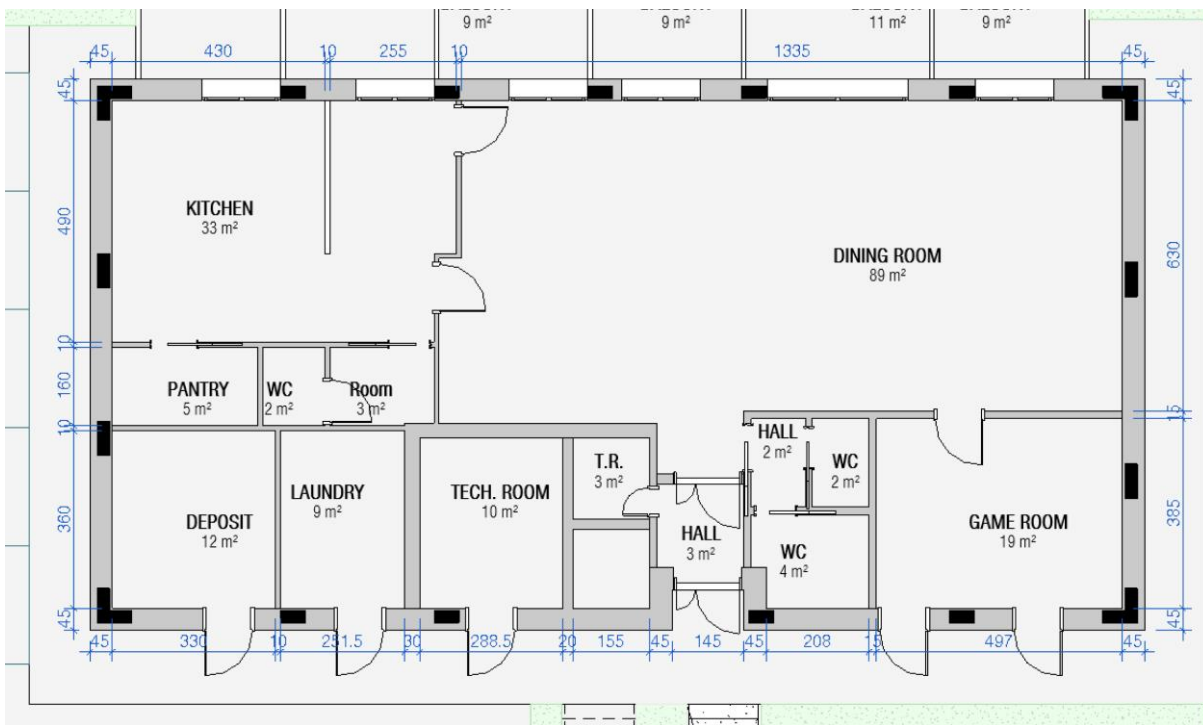 9 m²
9 m²
11 m²
9 m²
45
430
10
255
10
1335
45
45
45
KITCHEN
33 m²
490
DINING ROOM
89 m²
630
10
160
10
PANTRY
5 m²
WC
2 m²
Room
3 m²
15
HALL
2 m²
WC
2 m²
T.R.
3 m²
LAUNDRY
9 m²
TECH. ROOM
10 m²
360
DEPOSIT
12 m²
HALL
3 m²
WC
4 m²
GAME ROOM
19 m²
385
45
45
45
330
10
251.5
30
288.5
20
155
45
145
45
208
15
497
45